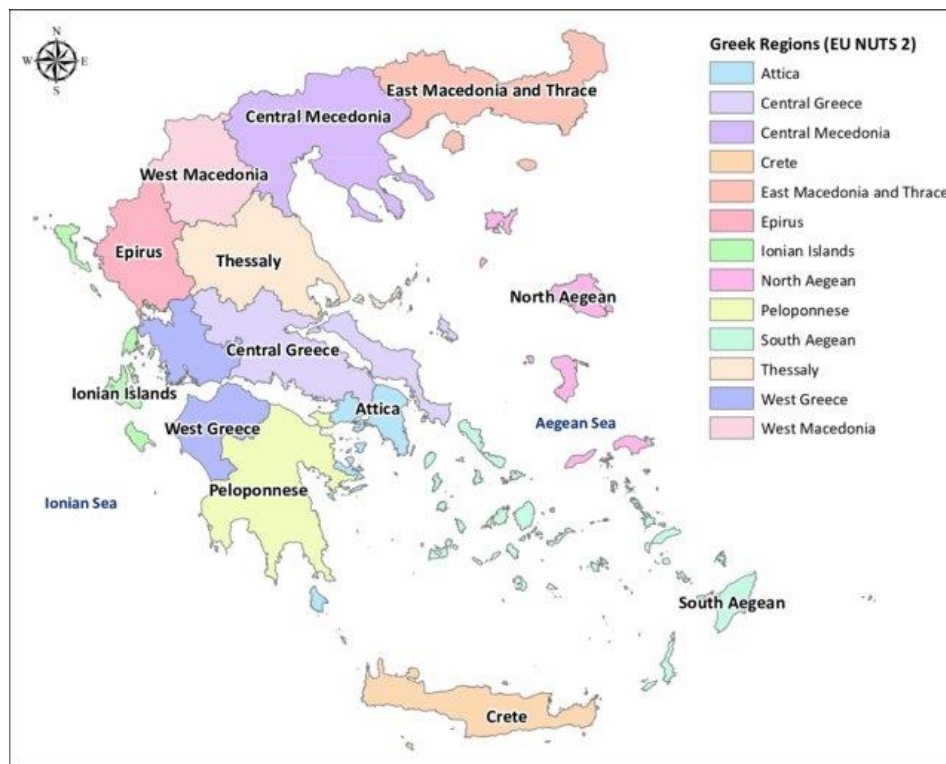 N
W E
S
Greek Regions (EU NUTS 2)
Attica
Central Greece
Central Mecedonia
Crete
East Macedonia and Thrace
Epirus
Ionian Islands
North Aegean
Peloponnese
South Aegean
Thessaly
West Greece
West Macedonia
East Macedonia and Thrace
Central Mecedonia
West Macedonia
Epirus
Thessaly
North Aegean
Central Greece
Ionian Islands
Attica
Aegean Sea
West Greece
Peloponnese
Ionian Sea
South Aegean
Crete